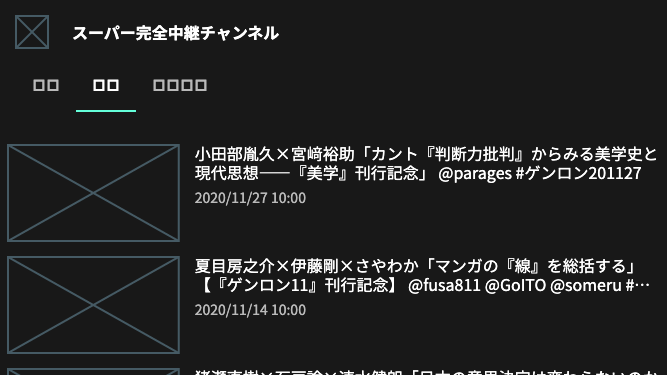 スーパー完全中継チャンネル
小田部胤久×宮﨑裕助「カント『判断力批判』からみる美学史と
現代思想――『美学』刊行記念」 @parages #ゲンロン201127
2020/11/27 10:00
夏目房之介×伊藤剛×さやわか「マンガの『線』を総括する」
【『ゲンロン11』刊行記念】 @fusa811 @GoITO @someru #…
2020/11/14 10:00